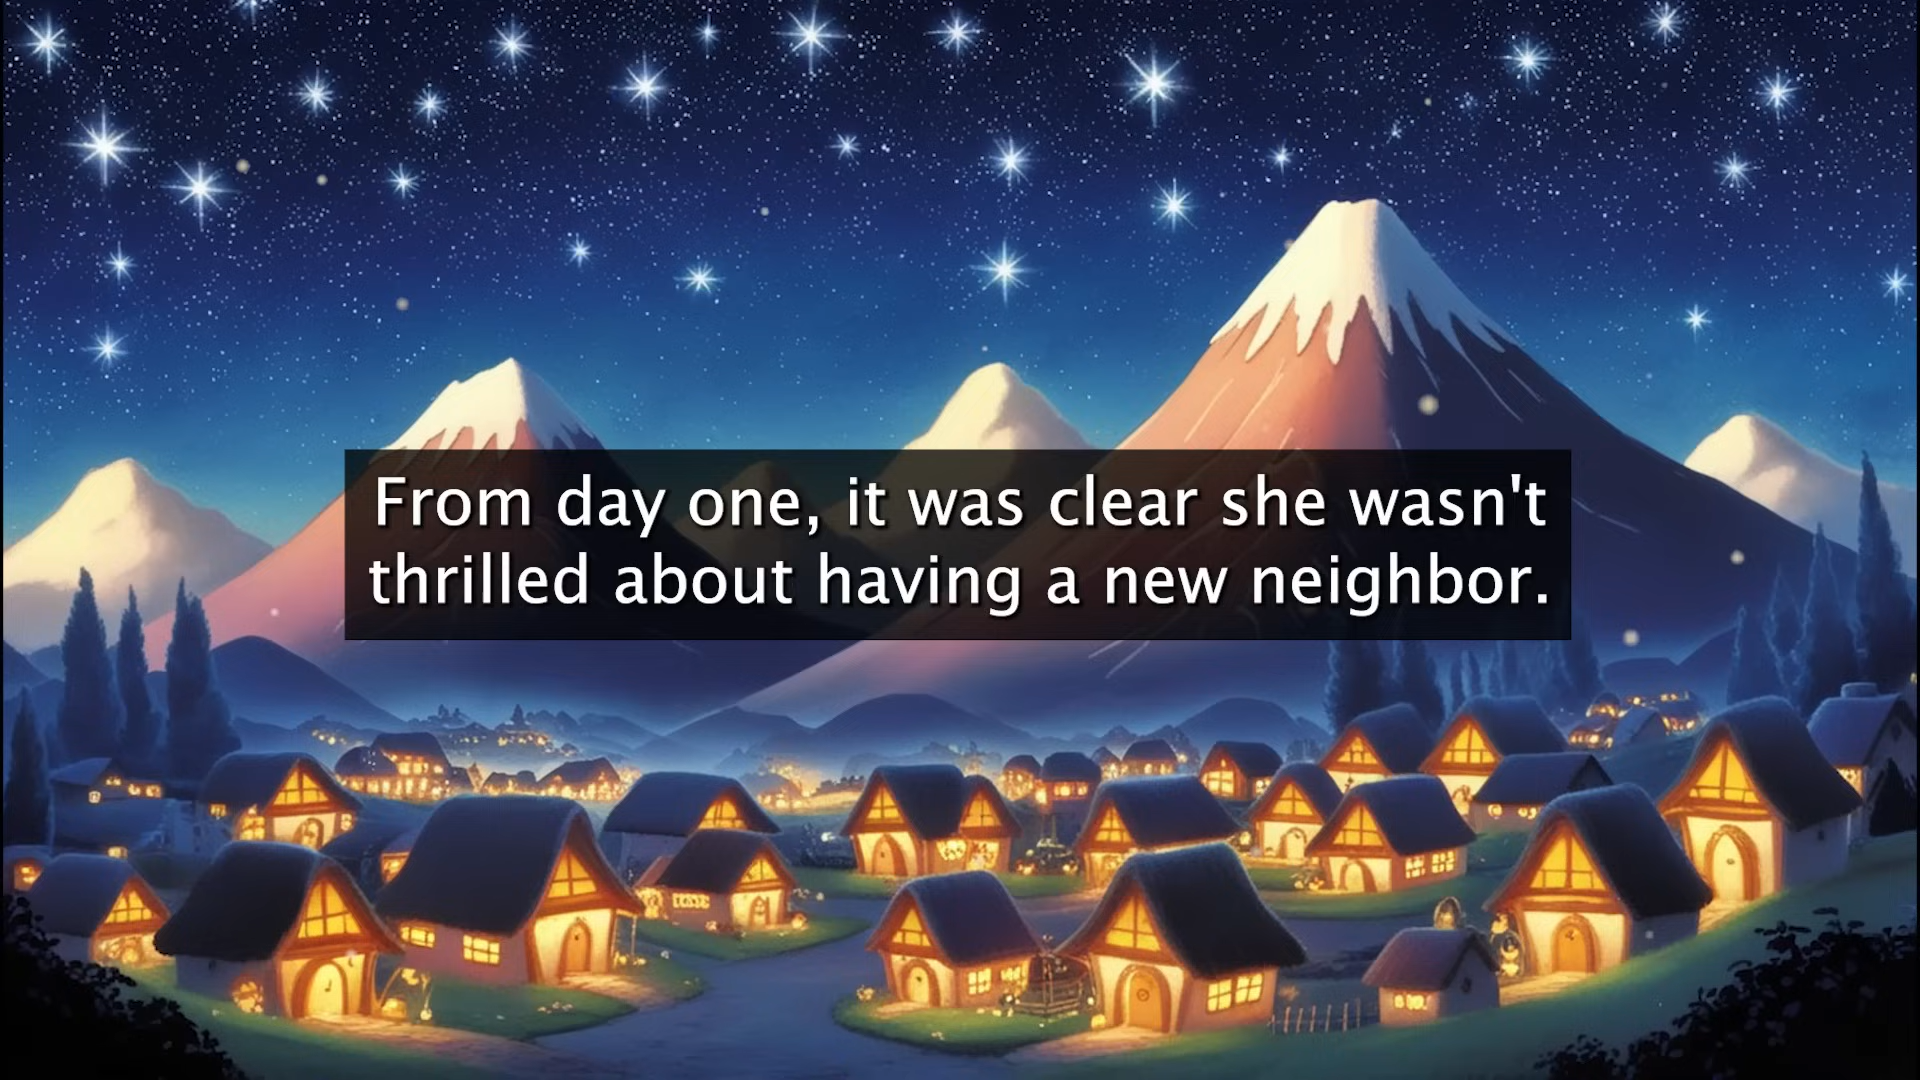 From day one, it was clear she wasn't
thrilled about having a new neighbor.